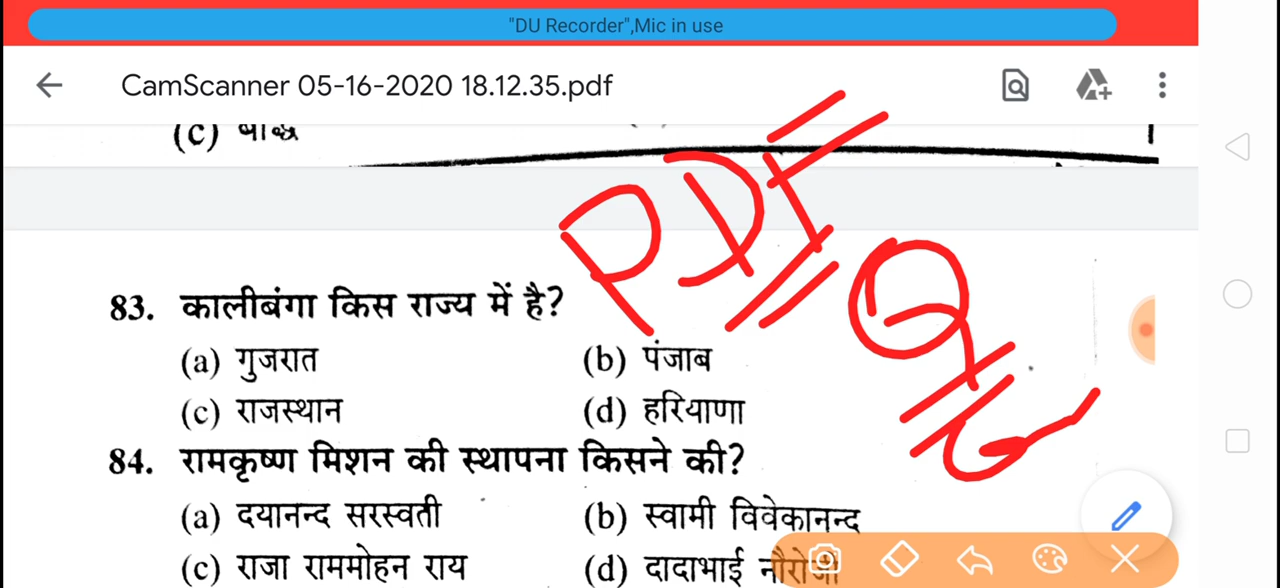 "DU Recorder",Mic in use
CamScanner 05-16-2020 18.12.35.pdf
(c) बौद्ध
83. कालीबंगा किस राज्य में है?
(a) गुजरात (b) पंजाब
(c) राजस्थान (d) हरियाणा
84. रामकृष्ण मिशन की स्थापना किसने की?
(a) दयानन्द सरस्वती (b) स्वामी विवेकानन्द
(c) राजा राममोहन राय (d) दादाभाई नौरोजी
PDF